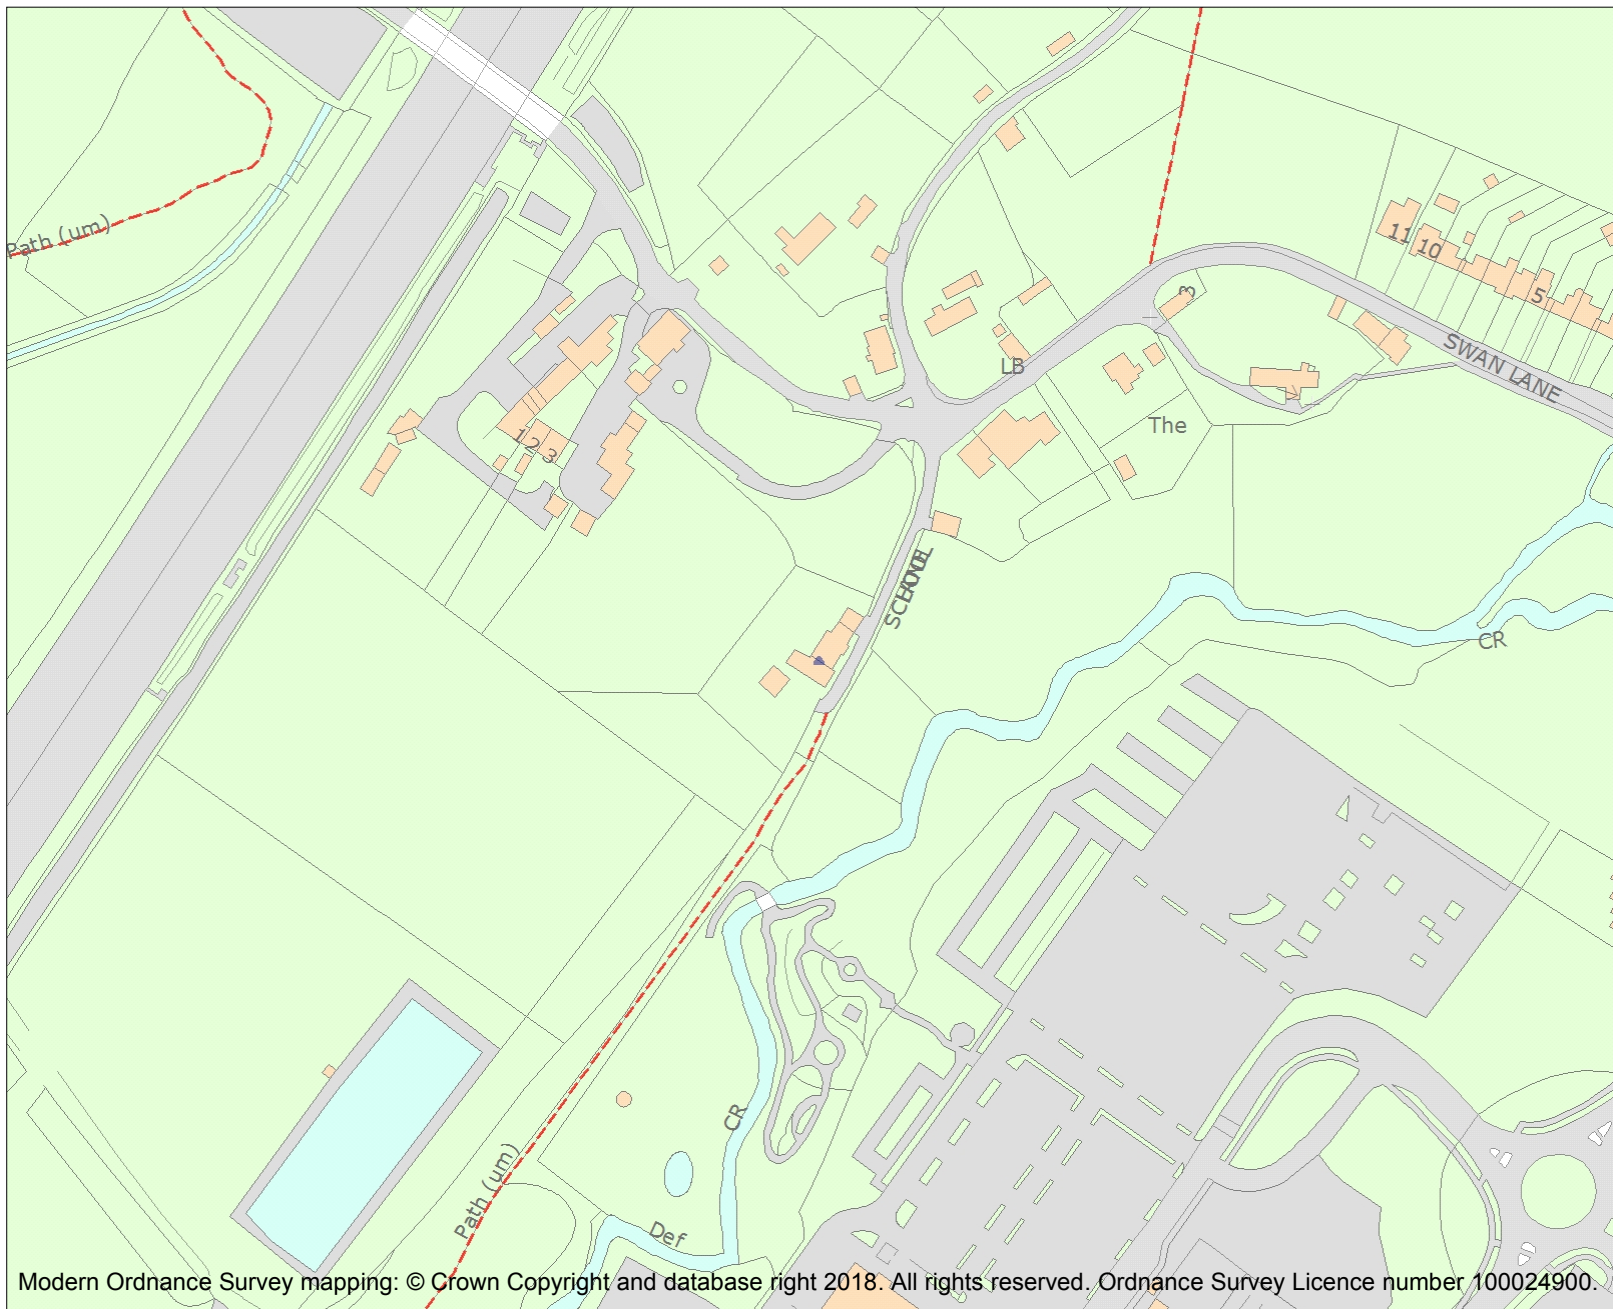 Path (um)
11 10
3
5
SWAN LANE
LB
The
1 2 3
SCHOOL
CR
CR
Path (um)
Def
Modern Ordnance Survey mapping: © Crown Copyright and database right 2018. All rights reserved. Ordnance Survey Licence number 100024900.